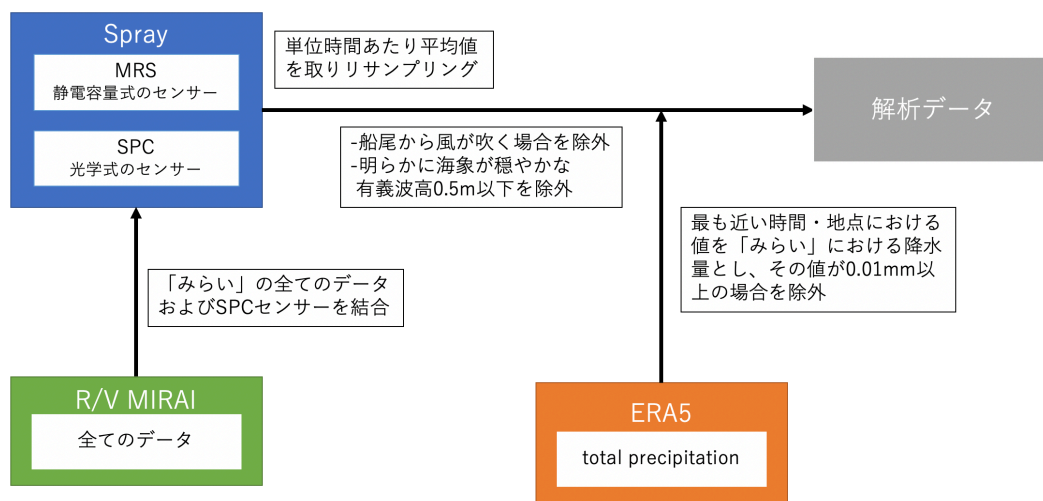 Spray
MRS
静電容量式のセンサー
SPC
光学式のセンサー
単位時間あたり平均値
を取りリサンプリング
-船尾から風が吹く場合を除外
-明らかに海象が穏やかな
有義波高0.5m以下を除外
解析データ
最も近い時間・地点における
値を「みらい」における降水
量とし、その値が0.01mm以
上の場合を除外
「みらい」の全てのデータ
およびSPCセンサーを結合
R/V MIRAI
全てのデータ
ERA5
total precipitation